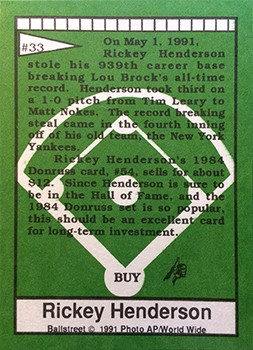 #33
On May 1, 1991,
Rickey Henderson
stole his 939th career base
breaking Lou Brock's all-time
record. Henderson took third on
a 1-0 pitch from Tim Leary to
Matt Nokes. The record breaking
steal came in the fourth inning
off of his old team, the New York
Yankees.
Rickey Henderson's 1984
Donruss card, #54, sells for about
$12. Since Henderson is sure to
be in the Hall of Fame, and the
1984 Donruss set is so popular,
this should be an excellent card
for long-term investment.
BUY
Rickey Henderson
Ballstreet © 1991 Photo AP/World Wide